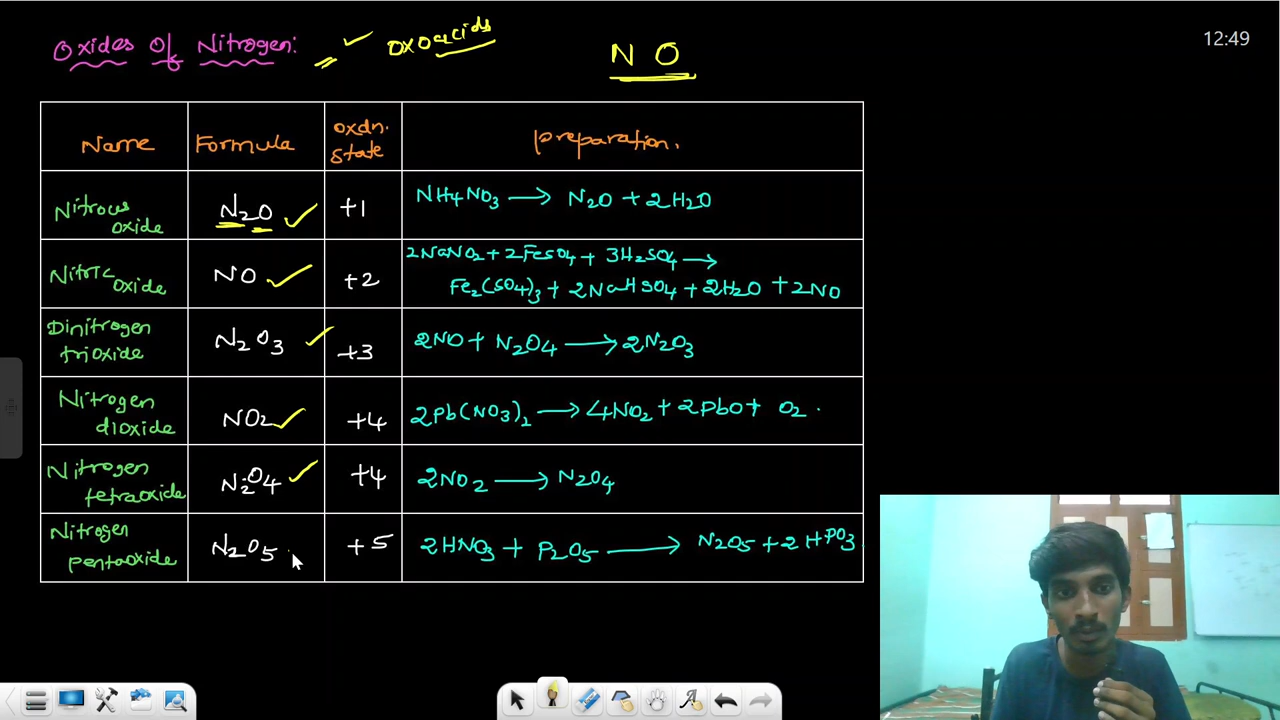 Oxides Of Nitrogen:
oxoacids
N O
12:49
Name Formula oxdn. state preparation.
Nitrous oxide N2O +1 NH4NO3 → N2O + 2H2O
Nitric oxide NO +2 2NaNO2 + 2FeSO4 + 3H2SO4 →
Fe2(SO4)3 + 2NaHSO4 + 2H2O + 2NO
Dinitrogen trioxide N2O3 +3 2NO + N2O4 → 2N2O3
Nitrogen dioxide NO2 +4 2Pb(NO3)2 → 4NO2 + 2PbO + O2.
Nitrogen tetraoxide N2O4 +4 2NO2 → N2O4
Nitrogen pentaoxide N2O5 +5 2HNO3 + P2O5 → N2O5 + 2HPO3